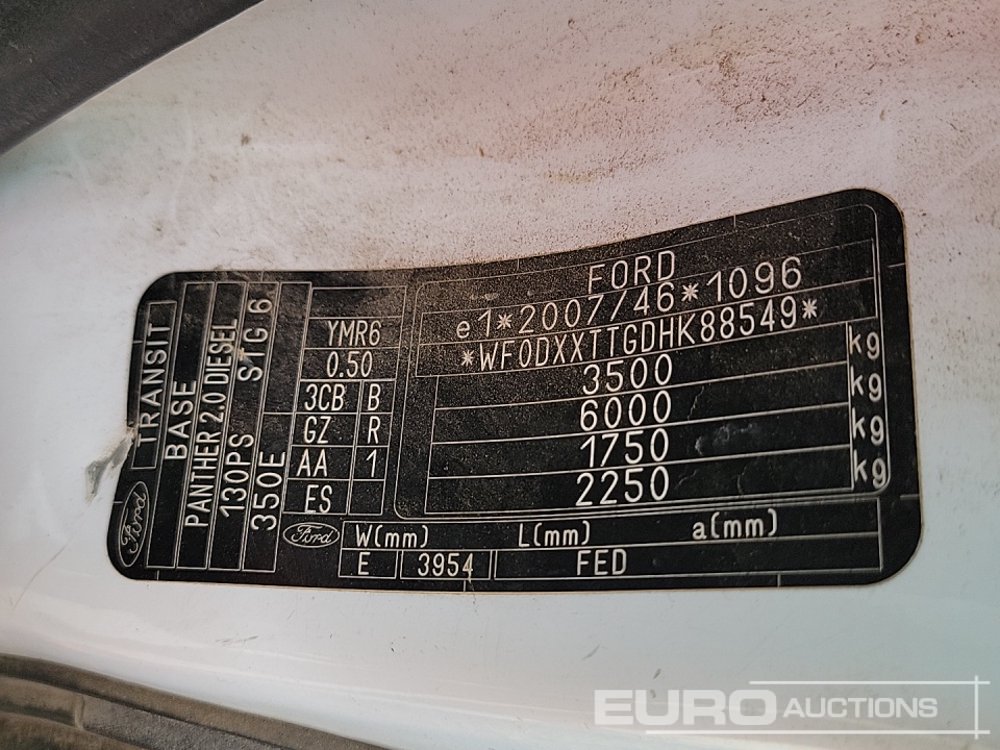 TRANSIT
BASE
PANTHER 2.0 DIESEL
130PS STG 6
350E
Ford
YMR6
0.50
3CB B
GZ R
AA 1
ES
FORD
e1*2007/46*1096
*WF0DXXTTGDHK88549*
3500 kg
6000 kg
1750 kg
2250 kg
Ford W(mm) L(mm) a(mm)
E 3954 FED
EURO AUCTIONS